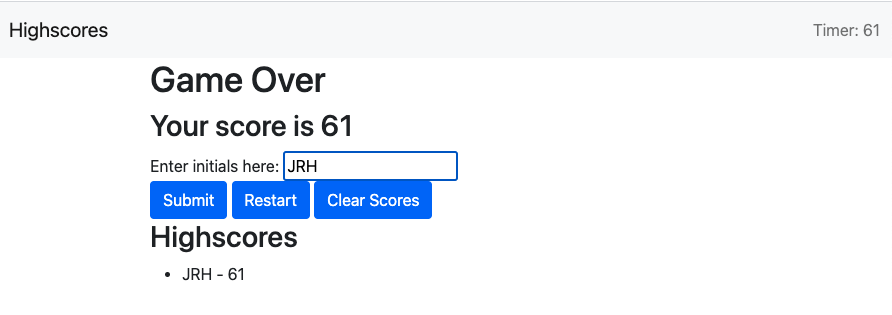 Highscores
Timer: 61
Game Over
Your score is 61
Enter initials here: JRH
Submit Restart Clear Scores
Highscores
• JRH - 61